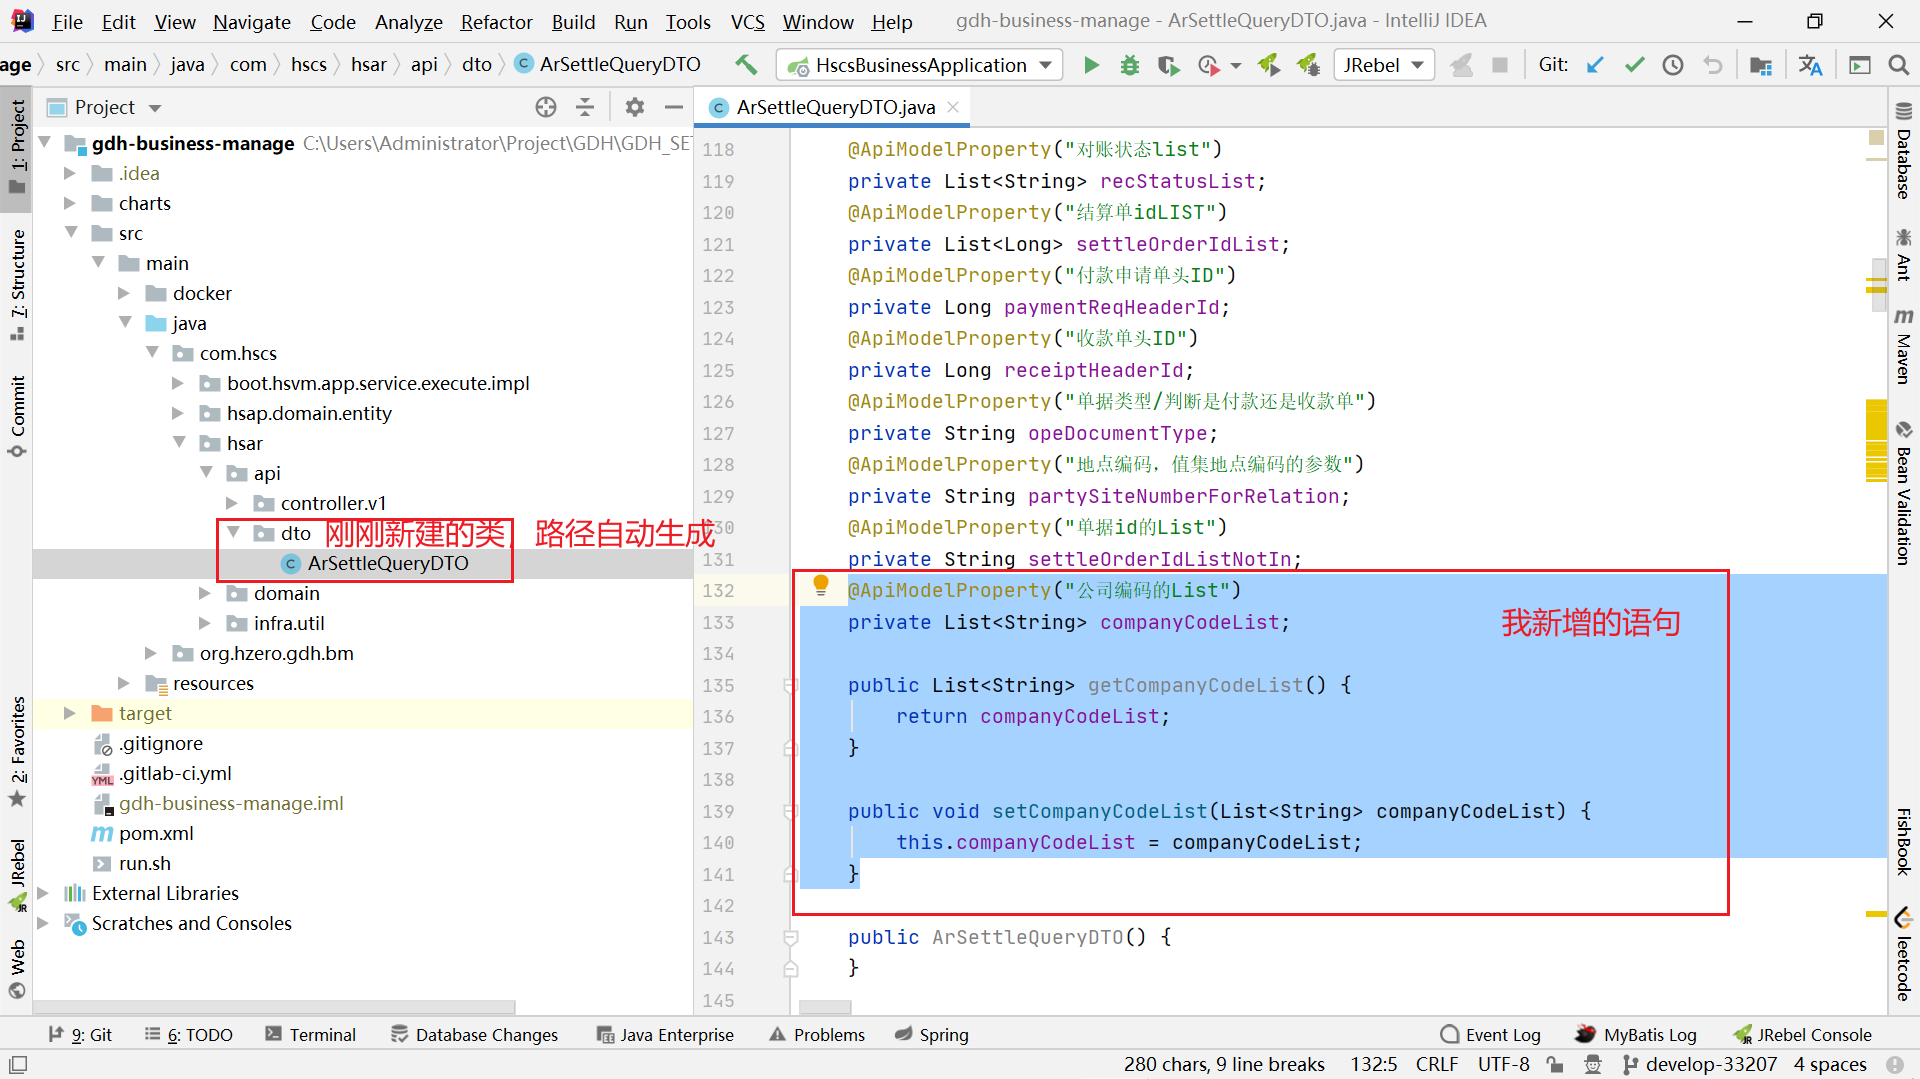 File Edit View Navigate Code Analyze Refactor Build Run Tools VCS Window Help gdh-business-manage - ArSettleQueryDTO.java - IntelliJ IDEA
age src main java com hscs hsar api dto ArSettleQueryDTO HscsBusinessApplication JRebel Git:
Project
ArSettleQueryDTO.java
gdh-business-manage C:\Users\Administrator\Project\GDH\GDH_SET
.idea
charts
src
main
docker
java
com.hscs
boot.hsvm.app.service.execute.impl
hsap.domain.entity
hsar
api
controller.v1
dto 刚刚新建的类，路径自动生成
ArSettleQueryDTO
domain
infra.util
org.hzero.gdh.bm
resources
target
.gitignore
.gitlab-ci.yml
gdh-business-manage.iml
pom.xml
run.sh
External Libraries
Scratches and Consoles
1: Project
7: Structure
Commit
2: Favorites
JRebel
Web
118 @ApiModelProperty("对账状态list")
119 private List<String> recStatusList;
120 @ApiModelProperty("结算单idLIST")
121 private List<Long> settleOrderIdList;
122 @ApiModelProperty("付款申请单头ID")
123 private Long paymentReqHeaderId;
124 @ApiModelProperty("收款单头ID")
125 private Long receiptHeaderId;
126 @ApiModelProperty("单据类型/判断是付款还是收款单")
127 private String opeDocumentType;
128 @ApiModelProperty("地点编码，值集地点编码的参数")
129 private String partySiteNumberForRelation;
130 @ApiModelProperty("单据id的List")
131 private String settleOrderIdListNotIn;
132 @ApiModelProperty("公司编码的List")
133 private List<String> companyCodeList; 我新增的语句
134
135 public List<String> getCompanyCodeList() {
136 return companyCodeList;
137 }
138
139 public void setCompanyCodeList(List<String> companyCodeList) {
140 this.companyCodeList = companyCodeList;
141 }
142
143 public ArSettleQueryDTO() {
144 }
145
Database
Ant
Maven
Bean Validation
FishBook
leetcode
9: Git 6: TODO Terminal Database Changes Java Enterprise Problems Spring Event Log MyBatis Log JRebel Console
280 chars, 9 line breaks 132:5 CRLF UTF-8 develop-33207 4 spaces